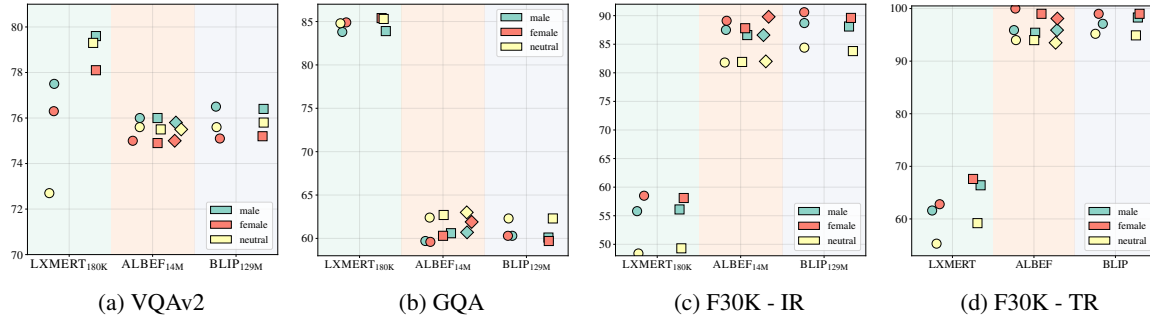 80
78
76
74
72
70
male
female
neutral
LXMERT180K ALBEF14M BLIP129M
(a) VQAv2
85
80
75
70
65
60
male
female
neutral
LXMERT180K ALBEF14M BLIP129M
(b) GQA
90
85
80
75
70
65
60
55
50
male
female
neutral
LXMERT180K ALBEF14M BLIP129M
(c) F30K - IR
100
90
80
70
60
male
female
neutral
LXMERT ALBEF BLIP
(d) F30K - TR